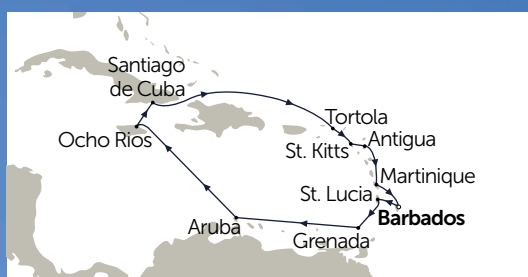 Santiago
de Cuba
Tortola
Ocho Rios
St. Kitts
Antigua
Martinique
St. Lucia
Barbados
Aruba
Grenada